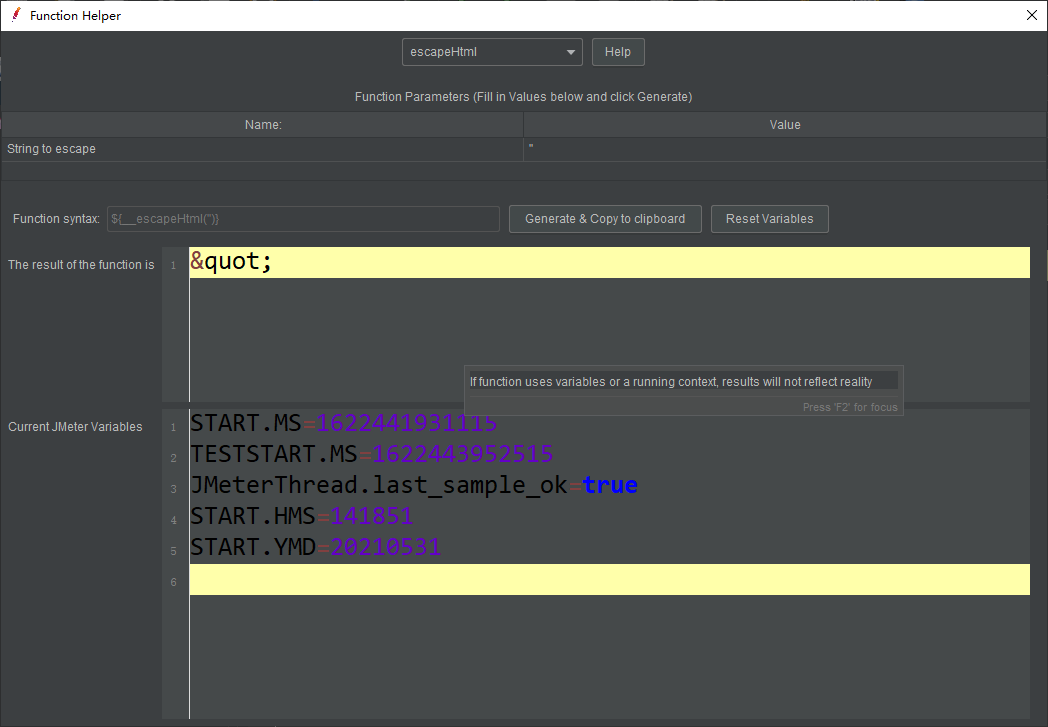 Function Helper
escapeHtml
Help
Function Parameters (Fill in Values below and click Generate)
Name: Value
String to escape "
Function syntax: ${__escapeHtml(")} Generate & Copy to clipboard Reset Variables
The result of the function is 1 &quot;
If function uses variables or a running context, results will not reflect reality
Press 'F2' for focus
Current JMeter Variables 1 START.MS=1622441931115
2 TESTSTART.MS=1622443952515
3 JMeterThread.last_sample_ok=true
4 START.HMS=141851
5 START.YMD=20210531
6